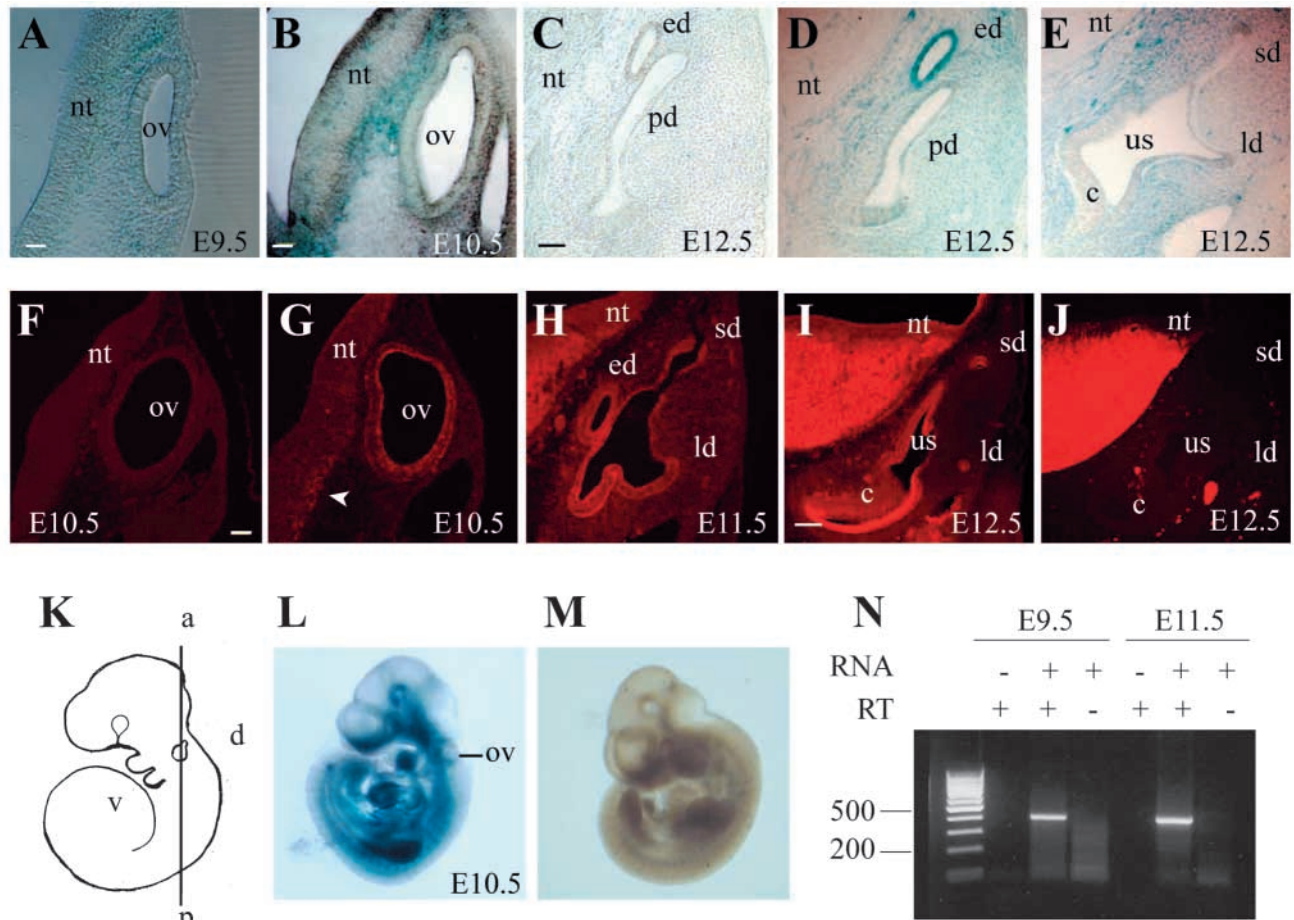 A
nt
ov
E9.5
B
nt
ov
E10.5
C
ed
nt
pd
E12.5
D
ed
nt
pd
E12.5
E
nt
sd
us
ld
c
E12.5
F
nt
ov
E10.5
G
nt
ov
E10.5
H
nt
sd
ed
ld
E11.5
I
nt
sd
us
ld
c
E12.5
J
nt
sd
us
ld
c
E12.5
K
a
d
v
p
L
ov
E10.5
M
N
E9.5 E11.5
RNA - + + - + +
RT + + - + + -
500
200